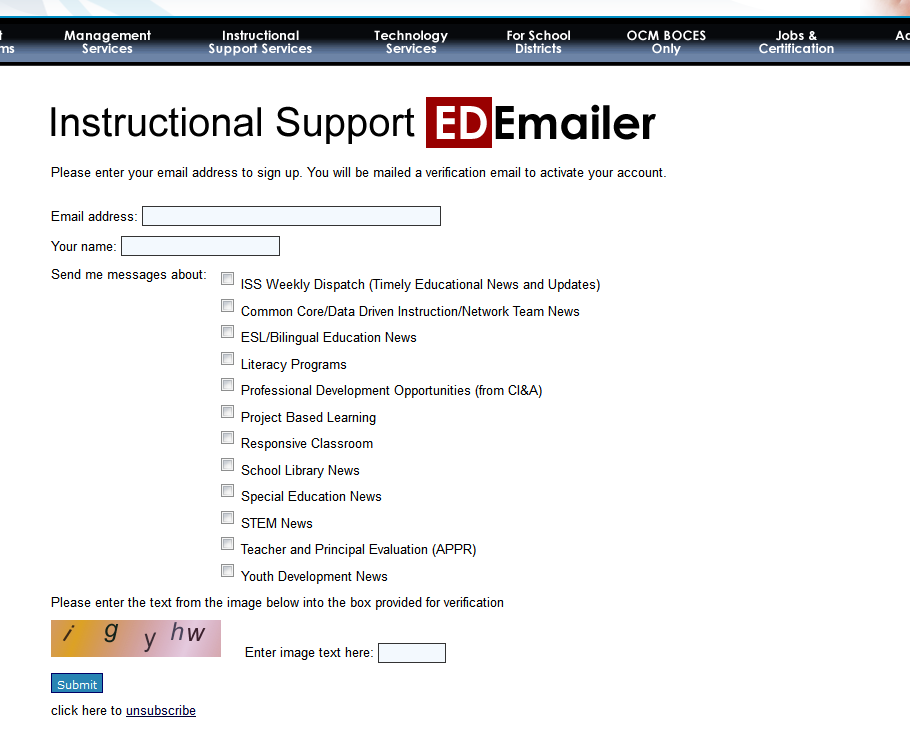 Management Services
Instructional Support Services
Technology Services
For School Districts
OCM BOCES Only
Jobs & Certification
Instructional Support EDEmailer
Please enter your email address to sign up. You will be mailed a verification email to activate your account.
Email address:
Your name:
Send me messages about:
ISS Weekly Dispatch (Timely Educational News and Updates)
Common Core/Data Driven Instruction/Network Team News
ESL/Bilingual Education News
Literacy Programs
Professional Development Opportunities (from CI&A)
Project Based Learning
Responsive Classroom
School Library News
Special Education News
STEM News
Teacher and Principal Evaluation (APPR)
Youth Development News
Please enter the text from the image below into the box provided for verification
i g y h w
Enter image text here:
Submit
click here to unsubscribe